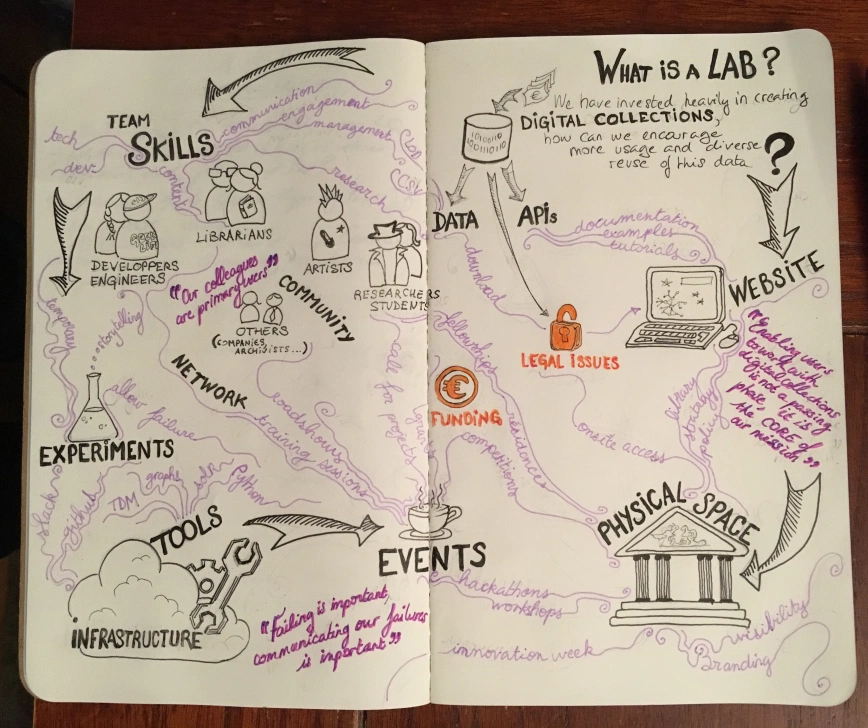 TEAM
SKILLS
tech
dev
content
communication
engagement
management
research
GLAM
CSV
DEVELOPPERS
ENGINEERS
LIBRARIANS
ARTISTS
RESEARCHERS
STUDENTS
"Our colleagues
are primary users"
COMMUNITY
OTHERS
(COMPANIES,
ARCHIVISTS...)
storytelling
NETWORK
roadshows
training sessions
call for projects
allow failure
EXPERIMENTS
slack
github
TDM
graphs
solr
Python
TOOLS
INFRASTRUCTURE
"Failing is important,
communicating our failures
is inportant"
EVENTS
WHAT IS A LAB?
€
We have invested heavily in creating
DIGITAL COLLECTIONS,
how can we encourage
more usage and diverse
reuse of this data
?
DATA
APIs
documentation
examples
tutorials
download
WEBSITE
LEGAL ISSUES
"Enabling users
to work with
digital collections
is not a passing
phase, it is
the CORE of
our mission"
fellowships
€
FUNDING
grants
competitions
residences
onsite access
library
strategy
policy
PHYSICAL SPACE
hackathons
workshops
innovation week
visibility
Branding